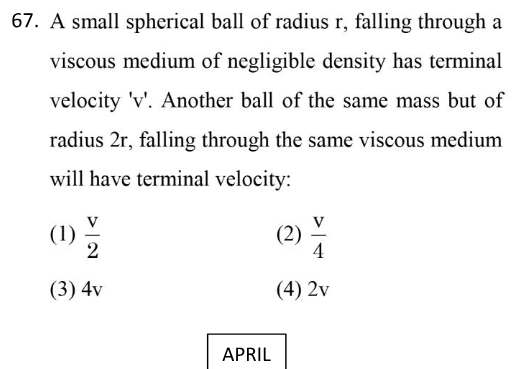 67. A small spherical ball of radius r, falling through a
viscous medium of negligible density has terminal
velocity 'v'. Another ball of the same mass but of
radius 2r, falling through the same viscous medium
will have terminal velocity:
(1) v/2 (2) v/4
(3) 4v (4) 2v
APRIL